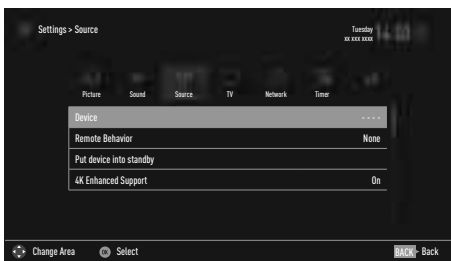 Settings > Source
Tuesday
xx xxx xxxx
Picture Sound Source TV Network Timer
Device - - - -
Remote Behavior None
Put device into standby
4K Enhanced Support On
Change Area OK Select BACK - Back